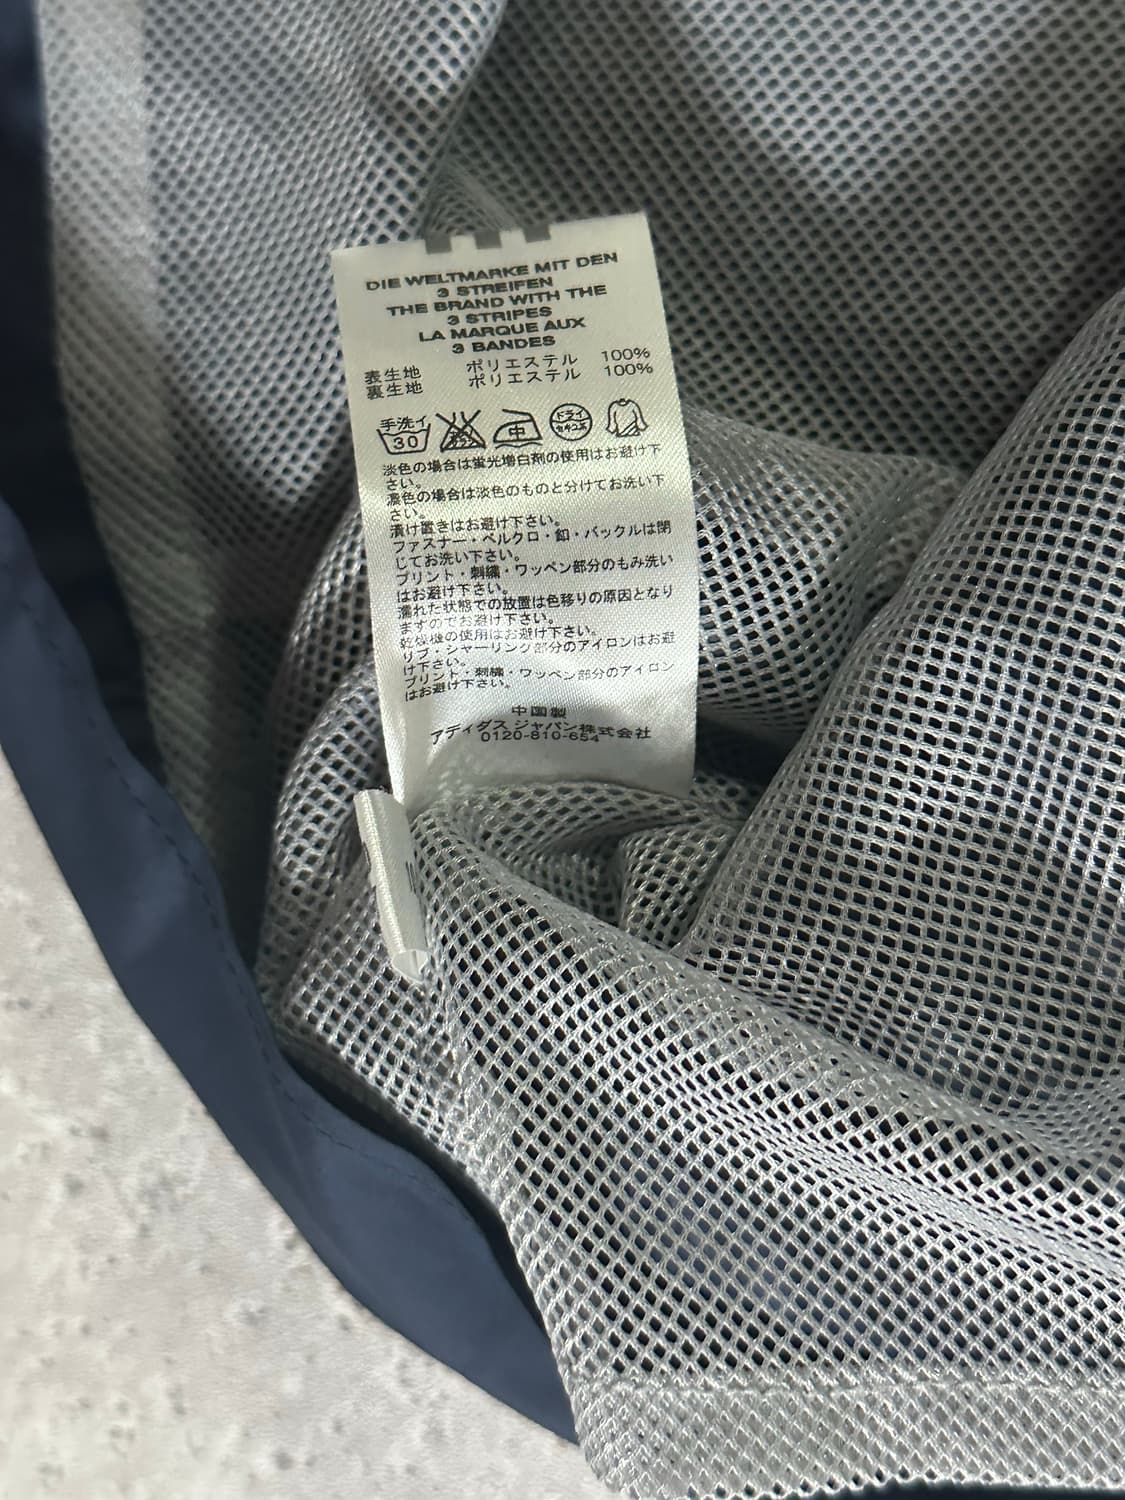 DIE WELTMARKE MIT DEN
3 STREIFEN
THE BRAND WITH THE
3 STRIPES
LA MARQUE AUX
3 BANDES
表生地 ポリエステル 100%
裏生地 ポリエステル 100%
手洗イ
30
中
ドライ
セキユ系
淡色の場合は蛍光増白剤の使用はお避け下
さい。
濃色の場合は淡色のものと分けてお洗い下
さい。
漬け置きはお避け下さい。
ファスナー・ベルクロ・釦・バックルは閉
じてお洗い下さい。
プリント・刺繍・ワッペン部分のもみ洗い
はお避け下さい。
濡れた状態での放置は色移りの原因となり
ますのでお避け下さい。
乾燥機の使用はお避け下さい。
リブ・シャーリング部分のアイロンはお避
け下さい。
プリント・刺繍・ワッペン部分のアイロン
はお避け下さい。
中国製
アディダス ジャパン株式会社
0120-810-654